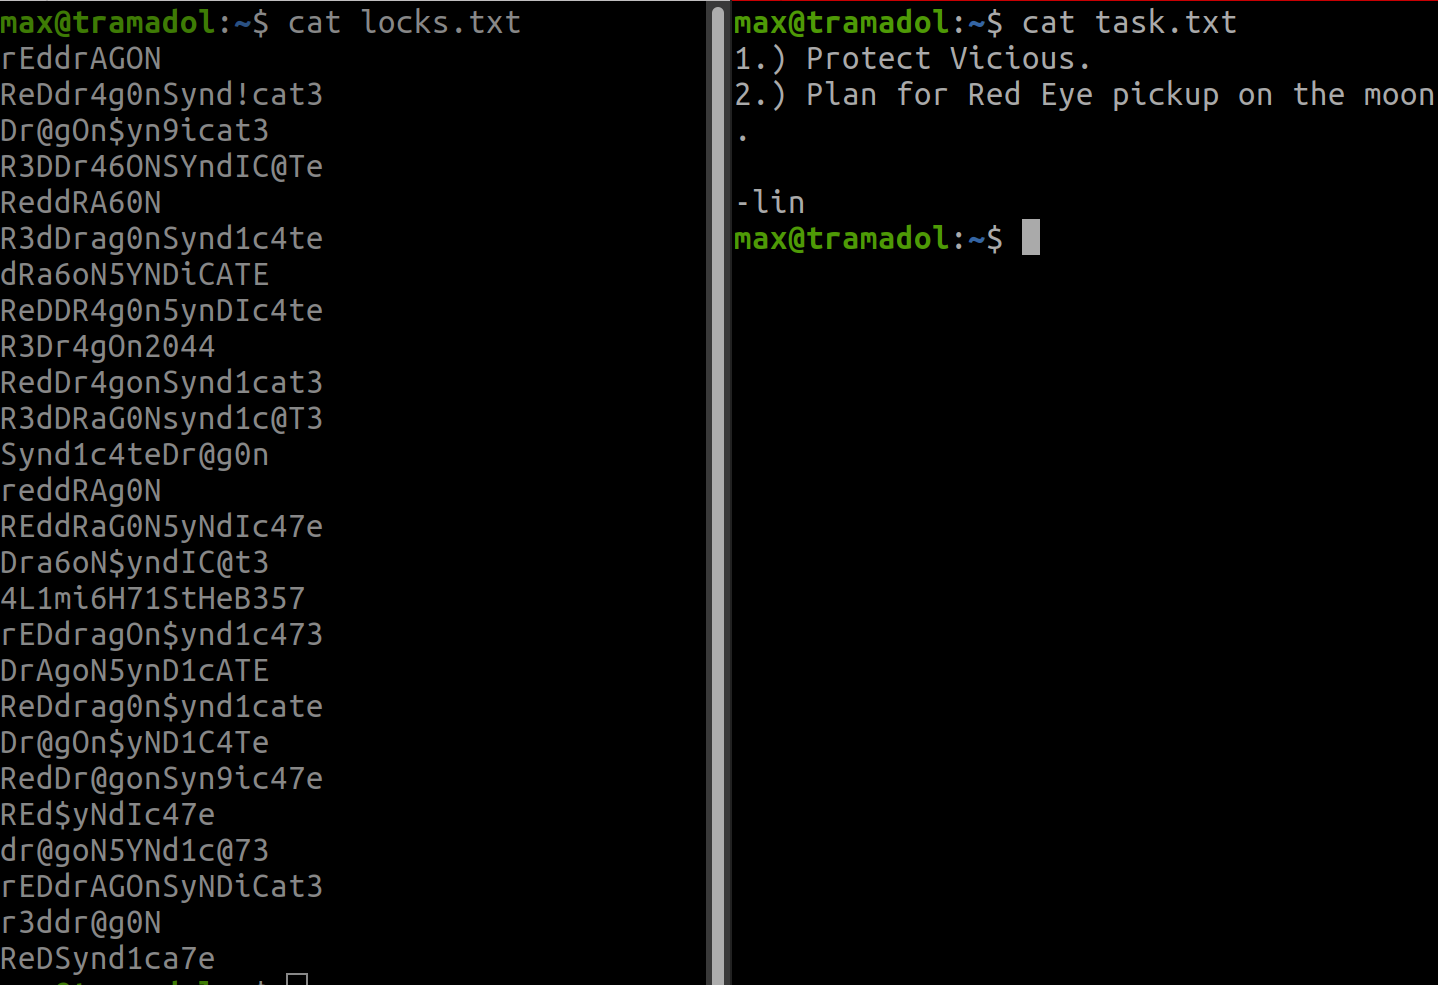 max@tramadol:~$ cat locks.txt
rEddrAGON
ReDdr4g0nSynd!cat3
Dr@gOn$yn9icat3
R3DDr46ONSYndIC@Te
ReddRA60N
R3dDrag0nSynd1c4te
dRa6oN5YNDiCATE
ReDDR4g0n5ynDIc4te
R3Dr4gOn2044
RedDr4gonSynd1cat3
R3dDRaG0Nsynd1c@T3
Synd1c4teDr@g0n
reddRAg0N
REddRaG0N5yNdIc47e
Dra6oN$yndIC@t3
4L1mi6H71StHeB357
rEDdragOn$ynd1c473
DrAgoN5ynD1cATE
ReDdrag0n$ynd1cate
Dr@gOn$yND1C4Te
RedDr@gonSyn9ic47e
REd$yNdIc47e
dr@goN5YNd1c@73
rEDdrAGOnSyNDiCat3
r3ddr@g0N
ReDSynd1ca7e
max@tramadol:~$ cat task.txt
1.) Protect Vicious.
2.) Plan for Red Eye pickup on the moon
.
-lin
max@tramadol:~$